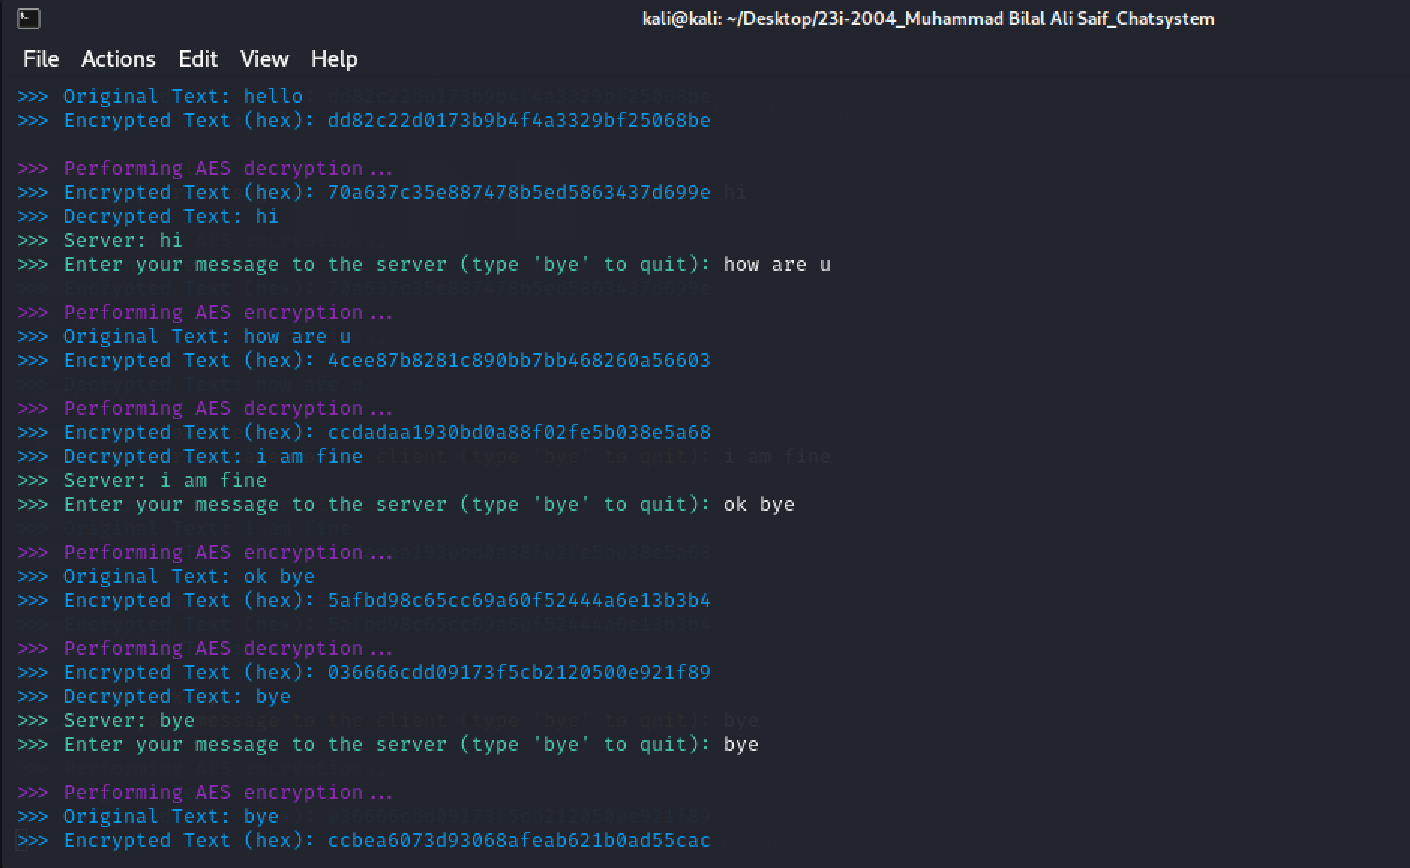 kali@kali: ~/Desktop/23i-2004_Muhammad Bilal Ali Saif_Chatsystem
File Actions Edit View Help
>>> Original Text: hello
>>> Encrypted Text (hex): dd82c22d0173b9b4f4a3329bf25068be
>>> Performing AES decryption...
>>> Encrypted Text (hex): 70a637c35e887478b5ed5863437d699e
>>> Decrypted Text: hi
>>> Server: hi
>>> Enter your message to the server (type 'bye' to quit): how are u
>>> Performing AES encryption...
>>> Original Text: how are u
>>> Encrypted Text (hex): 4cee87b8281c890bb7bb468260a56603
>>> Performing AES decryption...
>>> Encrypted Text (hex): ccdadaa1930bd0a88f02fe5b038e5a68
>>> Decrypted Text: i am fine
>>> Server: i am fine
>>> Enter your message to the server (type 'bye' to quit): ok bye
>>> Performing AES encryption...
>>> Original Text: ok bye
>>> Encrypted Text (hex): 5afbd98c65cc69a60f52444a6e13b3b4
>>> Performing AES decryption...
>>> Encrypted Text (hex): 036666cdd09173f5cb2120500e921f89
>>> Decrypted Text: bye
>>> Server: bye
>>> Enter your message to the server (type 'bye' to quit): bye
>>> Performing AES encryption...
>>> Original Text: bye
>>> Encrypted Text (hex): ccbea6073d93068afeab621b0ad55cac